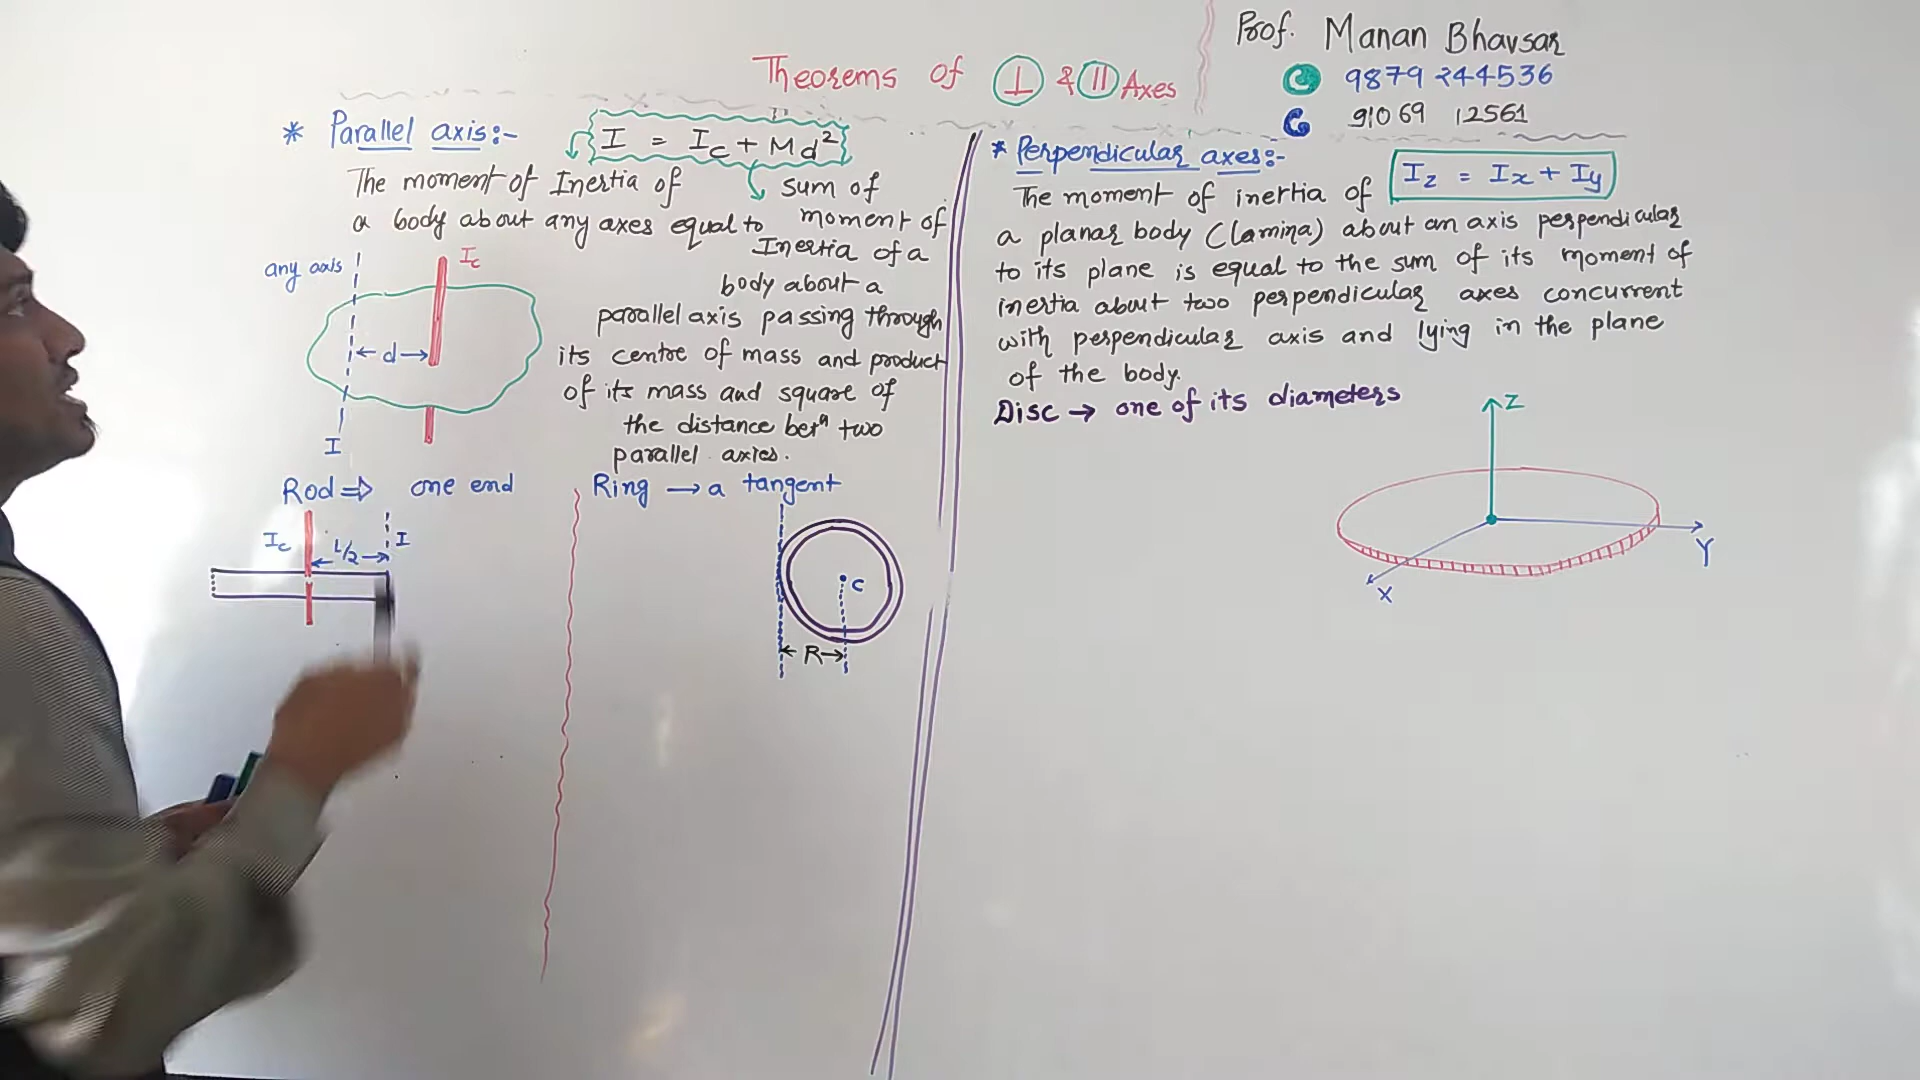 Theorems of ⊥ & || Axes
Prof. Manan Bhavsar
9879 244536
91069 12561
* Parallel axis:-
I = Ic + Md²
The moment of Inertia of
sum of
a body about any axes equal to
moment of
Inertia of a
body about a
parallel axis passing through
its centre of mass and product
of its mass and square of
the distance betⁿ two
parallel axies.
any axis
Ic
d
I
Rod ⇒ one end
Ic
L/2
I
Ring → a tangent
C
R
* Perpendicular axes:-
Iz = Ix + Iy
The moment of inertia of
a planar body (lamina) about an axis perpendicular
to its plane is equal to the sum of its moment of
inertia about two perpendicular axes concurrent
with perpendicular axis and lying in the plane
of the body.
Disc → one of its diameters
Z
Y
X